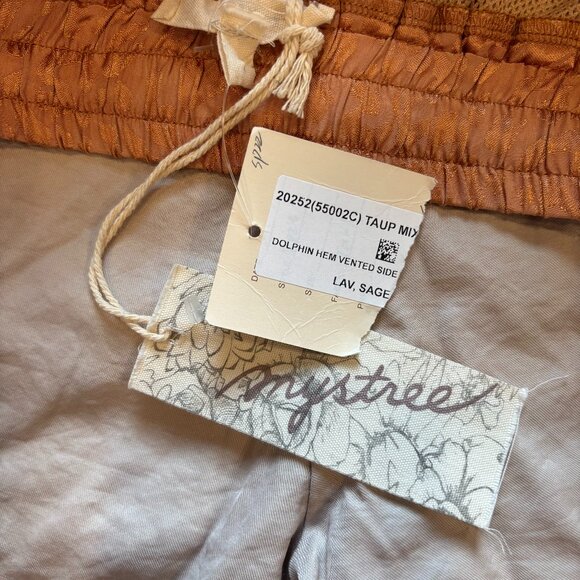 20252(55002C) TAUP MIX
DOLPHIN HEM VENTED SIDE
LAV, SAGE
mystree